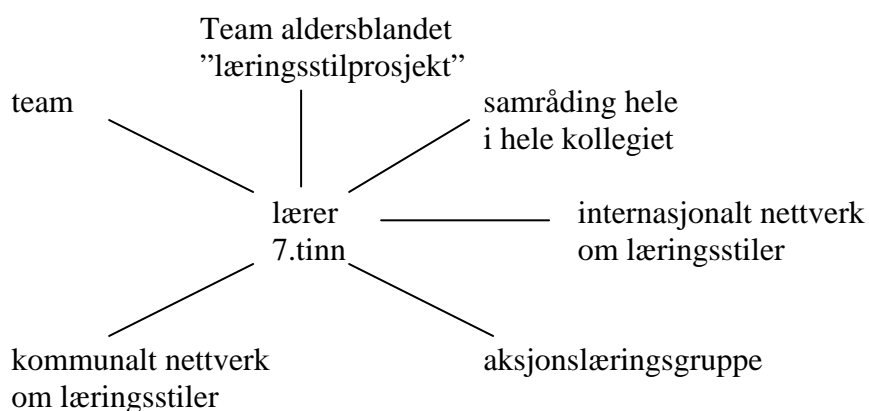 Team aldersblandet
”læringsstilprosjekt”
team
samråding hele
i hele kollegiet
lærer
7.tinn
internasjonalt nettverk
om læringsstiler
kommunalt nettverk
om læringsstiler
aksjonslæringsgruppe